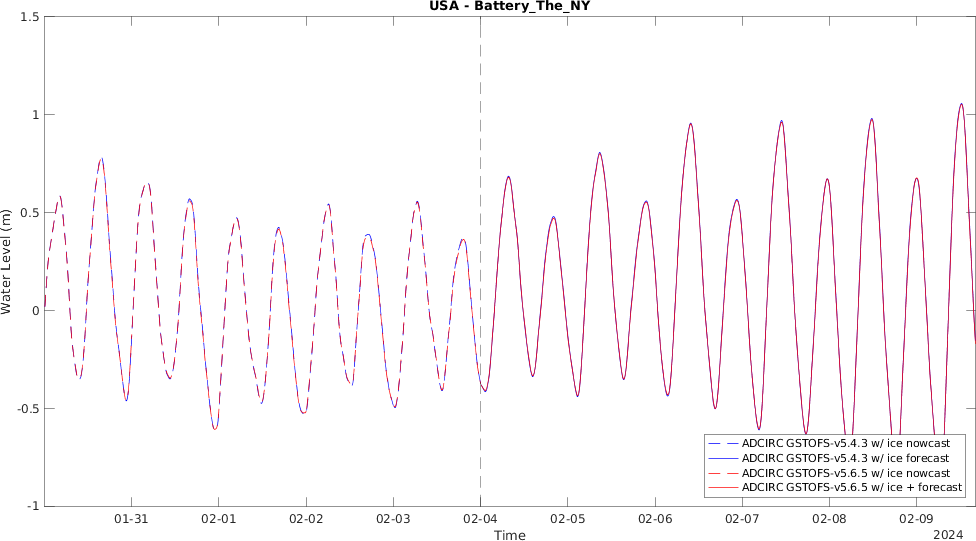 USA - Battery_The_NY
1.5
1
0.5
0
-0.5
-1
Water Level (m)
ADCIRC GSTOFS-v5.4.3 w/ ice nowcast
ADCIRC GSTOFS-v5.4.3 w/ ice forecast
ADCIRC GSTOFS-v5.6.5 w/ ice nowcast
ADCIRC GSTOFS-v5.6.5 w/ ice + forecast
01-31 02-01 02-02 02-03 02-04 02-05 02-06 02-07 02-08 02-09
Time
2024